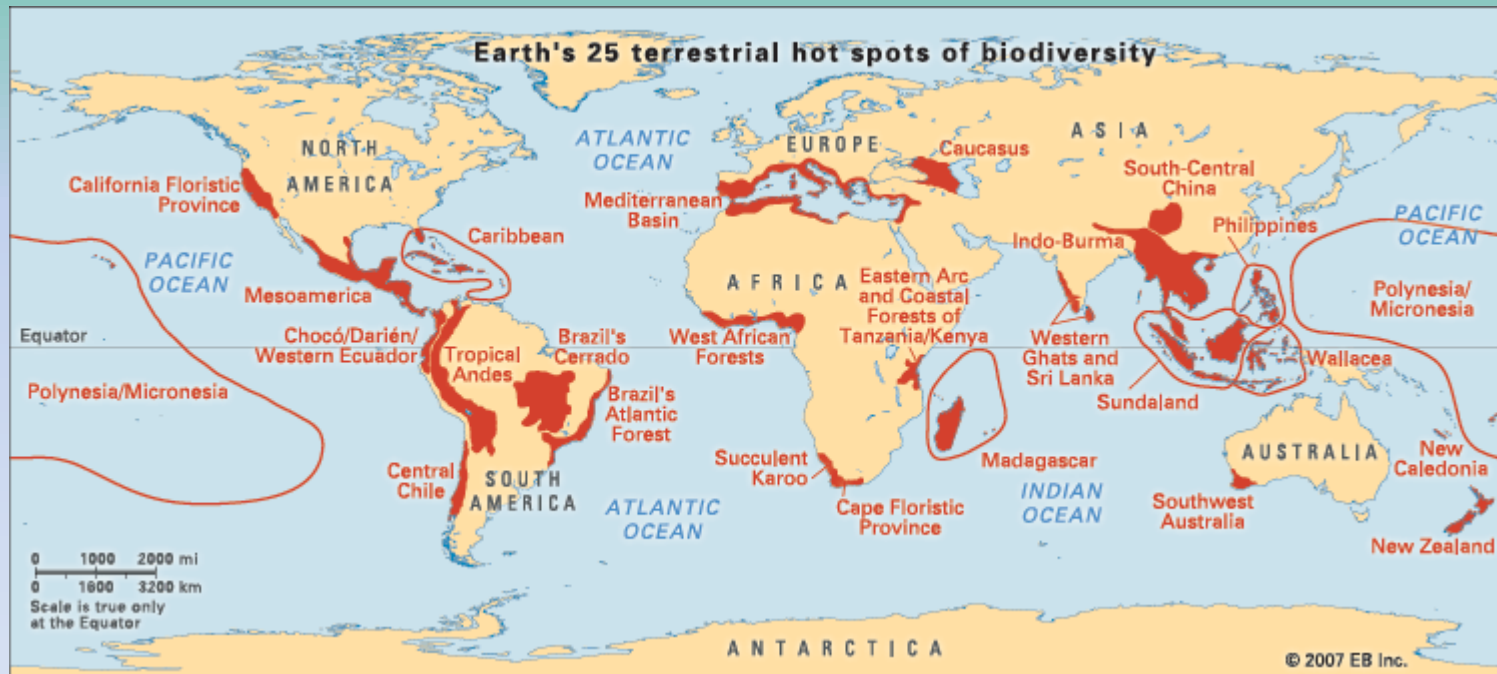 Earth's 25 terrestrial hot spots of biodiversity
NORTH
AMERICA
ATLANTIC
OCEAN
EUROPE
ASIA
Caucasus
California Floristic
Province
Mediterranean
Basin
South-Central
China
PACIFIC
OCEAN
Philippines
Caribbean
PACIFIC
OCEAN
Indo-Burma
AFRICA
Mesoamerica
Eastern Arc
and Coastal
Forests of
Tanzania/Kenya
Polynesia/
Micronesia
Equator
Chocó/Darién/
Western Ecuador
Tropical
Andes
Brazil's
Cerrado
West African
Forests
Western
Ghats and
Sri Lanka
Wallacea
Polynesia/Micronesia
Brazil's
Atlantic
Forest
Sundaland
Central
Chile
SOUTH
AMERICA
Succulent
Karoo
Madagascar
AUSTRALIA
New
Caledonia
ATLANTIC
OCEAN
Cape Floristic
Province
INDIAN
OCEAN
Southwest
Australia
New Zealand
0 1000 2000 mi
0 1600 3200 km
Scale is true only
at the Equator
ANTARCTICA
© 2007 EB Inc.